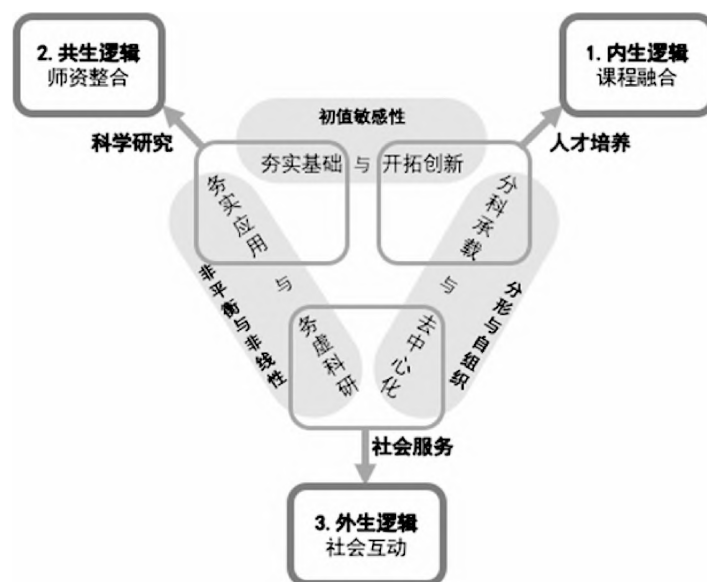 2. 共生逻辑
师资整合
1. 内生逻辑
课程融合
初值敏感性
科学研究
人才培养
夯实基础 与 开拓创新
务实应用 与 务虚科研
非平衡与非线性
分科承载 与 去中心化
分形与自组织
社会服务
3. 外生逻辑
社会互动